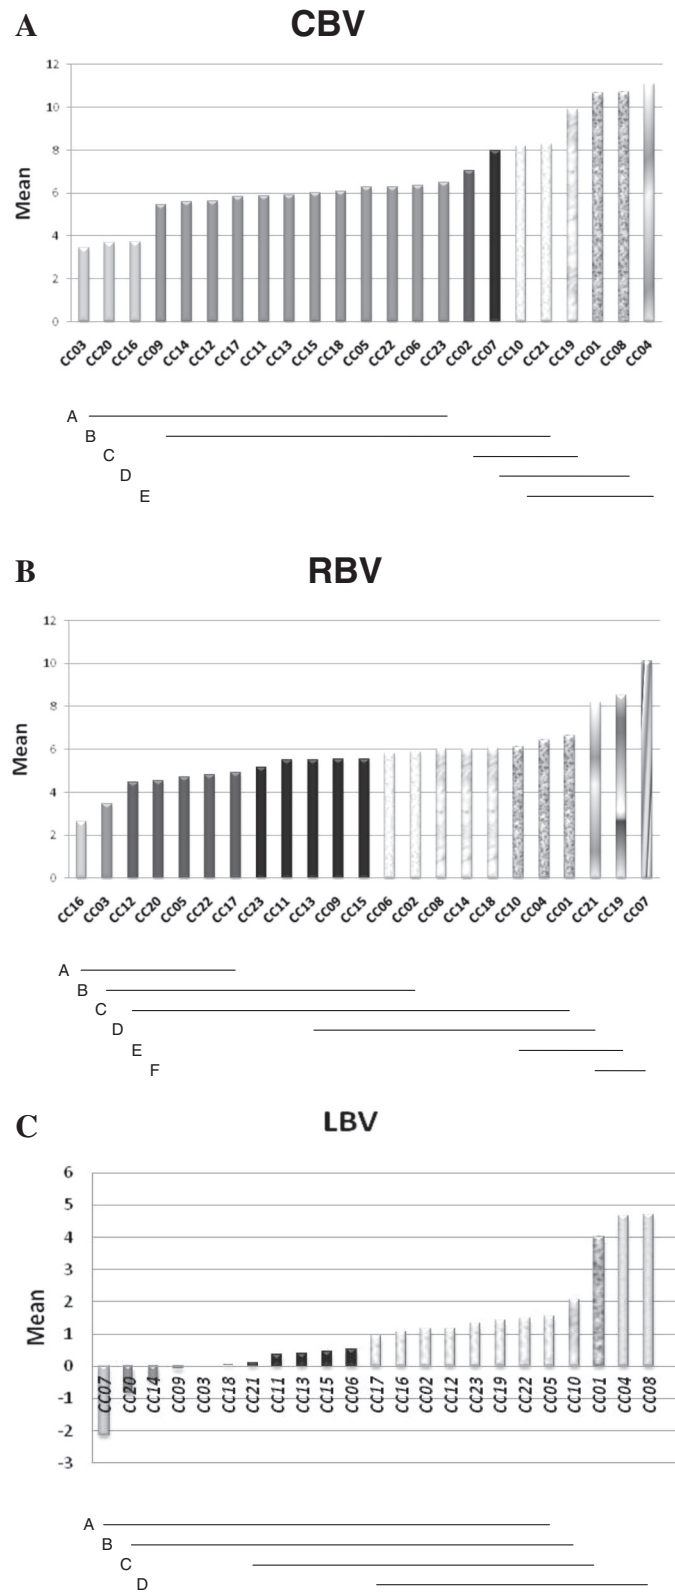 A
CBV
12
10
8
6
4
2
0
Mean
CC03 CC20 CC16 CC09 CC14 CC12 CC17 CC11 CC13 CC15 CC18 CC05 CC22 CC06 CC23 CC02 CC07 CC10 CC21 CC19 CC01 CC08 CC04
A
B
C
D
E
B
RBV
12
10
8
6
4
2
0
Mean
CC16 CC03 CC12 CC20 CC05 CC22 CC17 CC23 CC11 CC13 CC09 CC15 CC06 CC02 CC08 CC14 CC18 CC10 CC04 CC01 CC21 CC19 CC07
A
B
C
D
E
F
C
LBV
6
5
4
3
2
1
0
-1
-2
-3
Mean
CC07 CC20 CC14 CC09 CC03 CC18 CC21 CC11 CC13 CC15 CC06 CC17 CC16 CC02 CC12 CC23 CC19 CC22 CC05 CC10 CC01 CC04 CC08
A
B
C
D